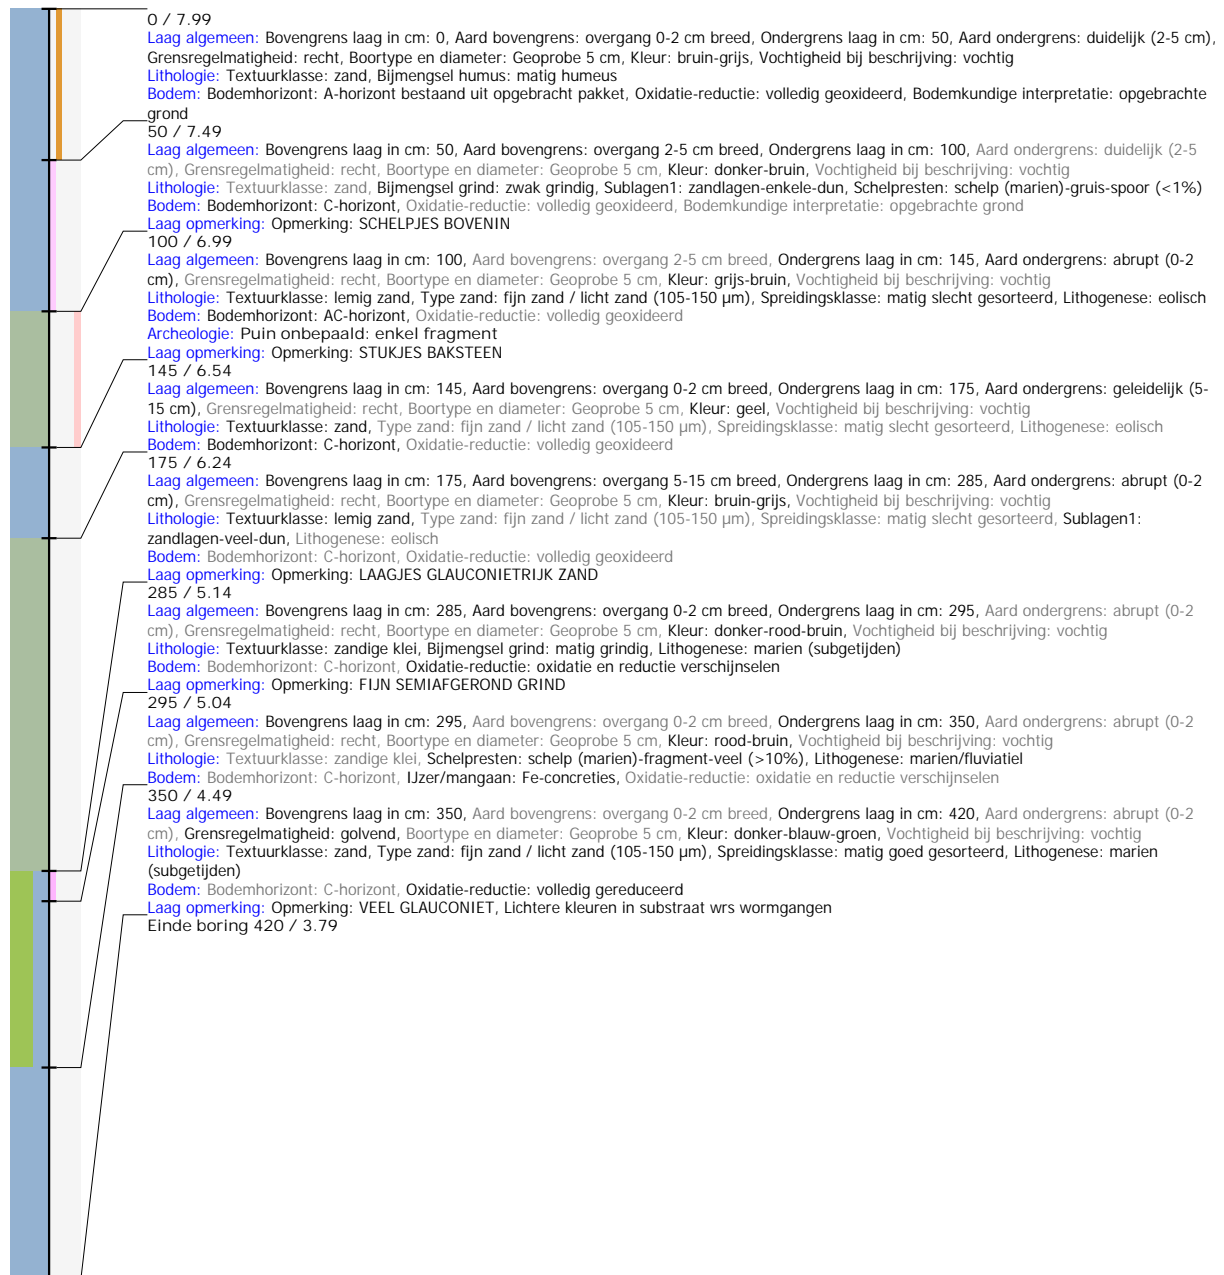 0 / 7.99
Laag algemeen: Bovengrens laag in cm: 0, Aard bovengrens: overgang 0-2 cm breed, Ondergrens laag in cm: 50, Aard ondergrens: duidelijk (2-5 cm),
Grensregelmatigheid: recht, Boortype en diameter: Geoprobe 5 cm, Kleur: bruin-grijs, Vochtigheid bij beschrijving: vochtig
Lithologie: Textuurklasse: zand, Bijmengsel humus: matig humeus
Bodem: Bodemhorizont: A-horizont bestaand uit opgebracht pakket, Oxidatie-reductie: volledig geoxideerd, Bodemkundige interpretatie: opgebrachte
grond
50 / 7.49
Laag algemeen: Bovengrens laag in cm: 50, Aard bovengrens: overgang 2-5 cm breed, Ondergrens laag in cm: 100, Aard ondergrens: duidelijk (2-5
cm), Grensregelmatigheid: recht, Boortype en diameter: Geoprobe 5 cm, Kleur: donker-bruin, Vochtigheid bij beschrijving: vochtig
Lithologie: Textuurklasse: zand, Bijmengsel grind: zwak grindig, Sublagen1: zandlagen-enkele-dun, Schelpresten: schelp (marien)-gruis-spoor (<1%)
Bodem: Bodemhorizont: C-horizont, Oxidatie-reductie: volledig geoxideerd, Bodemkundige interpretatie: opgebrachte grond
Laag opmerking: Opmerking: SCHELPJES BOVENIN
100 / 6.99
Laag algemeen: Bovengrens laag in cm: 100, Aard bovengrens: overgang 2-5 cm breed, Ondergrens laag in cm: 145, Aard ondergrens: abrupt (0-2
cm), Grensregelmatigheid: recht, Boortype en diameter: Geoprobe 5 cm, Kleur: grijs-bruin, Vochtigheid bij beschrijving: vochtig
Lithologie: Textuurklasse: lemig zand, Type zand: fijn zand / licht zand (105-150 µm), Spreidingsklasse: matig slecht gesorteerd, Lithogenese: eolisch
Bodem: Bodemhorizont: AC-horizont, Oxidatie-reductie: volledig geoxideerd
Archeologie: Puin onbepaald: enkel fragment
Laag opmerking: Opmerking: STUKJES BAKSTEEN
145 / 6.54
Laag algemeen: Bovengrens laag in cm: 145, Aard bovengrens: overgang 0-2 cm breed, Ondergrens laag in cm: 175, Aard ondergrens: geleidelijk (5-
15 cm), Grensregelmatigheid: recht, Boortype en diameter: Geoprobe 5 cm, Kleur: geel, Vochtigheid bij beschrijving: vochtig
Lithologie: Textuurklasse: zand, Type zand: fijn zand / licht zand (105-150 µm), Spreidingsklasse: matig slecht gesorteerd, Lithogenese: eolisch
Bodem: Bodemhorizont: C-horizont, Oxidatie-reductie: volledig geoxideerd
175 / 6.24
Laag algemeen: Bovengrens laag in cm: 175, Aard bovengrens: overgang 5-15 cm breed, Ondergrens laag in cm: 285, Aard ondergrens: abrupt (0-2
cm), Grensregelmatigheid: recht, Boortype en diameter: Geoprobe 5 cm, Kleur: bruin-grijs, Vochtigheid bij beschrijving: vochtig
Lithologie: Textuurklasse: lemig zand, Type zand: fijn zand / licht zand (105-150 µm), Spreidingsklasse: matig slecht gesorteerd, Sublagen1:
zandlagen-veel-dun, Lithogenese: eolisch
Bodem: Bodemhorizont: C-horizont, Oxidatie-reductie: volledig geoxideerd
Laag opmerking: Opmerking: LAAGJES GLAUCONIETRIJK ZAND
285 / 5.14
Laag algemeen: Bovengrens laag in cm: 285, Aard bovengrens: overgang 0-2 cm breed, Ondergrens laag in cm: 295, Aard ondergrens: abrupt (0-2
cm), Grensregelmatigheid: recht, Boortype en diameter: Geoprobe 5 cm, Kleur: donker-rood-bruin, Vochtigheid bij beschrijving: vochtig
Lithologie: Textuurklasse: zandige klei, Bijmengsel grind: matig grindig, Lithogenese: marien (subgetijden)
Bodem: Bodemhorizont: C-horizont, Oxidatie-reductie: oxidatie en reductie verschijnselen
Laag opmerking: Opmerking: FIJN SEMIAFGEROND GRIND
295 / 5.04
Laag algemeen: Bovengrens laag in cm: 295, Aard bovengrens: overgang 0-2 cm breed, Ondergrens laag in cm: 350, Aard ondergrens: abrupt (0-2
cm), Grensregelmatigheid: recht, Boortype en diameter: Geoprobe 5 cm, Kleur: rood-bruin, Vochtigheid bij beschrijving: vochtig
Lithologie: Textuurklasse: zandige klei, Schelpresten: schelp (marien)-fragment-veel (>10%), Lithogenese: marien/fluviatiel
Bodem: Bodemhorizont: C-horizont, IJzer/mangaan: Fe-concreties, Oxidatie-reductie: oxidatie en reductie verschijnselen
350 / 4.49
Laag algemeen: Bovengrens laag in cm: 350, Aard bovengrens: overgang 0-2 cm breed, Ondergrens laag in cm: 420, Aard ondergrens: abrupt (0-2
cm), Grensregelmatigheid: golvend, Boortype en diameter: Geoprobe 5 cm, Kleur: donker-blauw-groen, Vochtigheid bij beschrijving: vochtig
Lithologie: Textuurklasse: zand, Type zand: fijn zand / licht zand (105-150 µm), Spreidingsklasse: matig goed gesorteerd, Lithogenese: marien
(subgetijden)
Bodem: Bodemhorizont: C-horizont, Oxidatie-reductie: volledig gereduceerd
Laag opmerking: Opmerking: VEEL GLAUCONIET, Lichtere kleuren in substraat wrs wormgangen
Einde boring 420 / 3.79